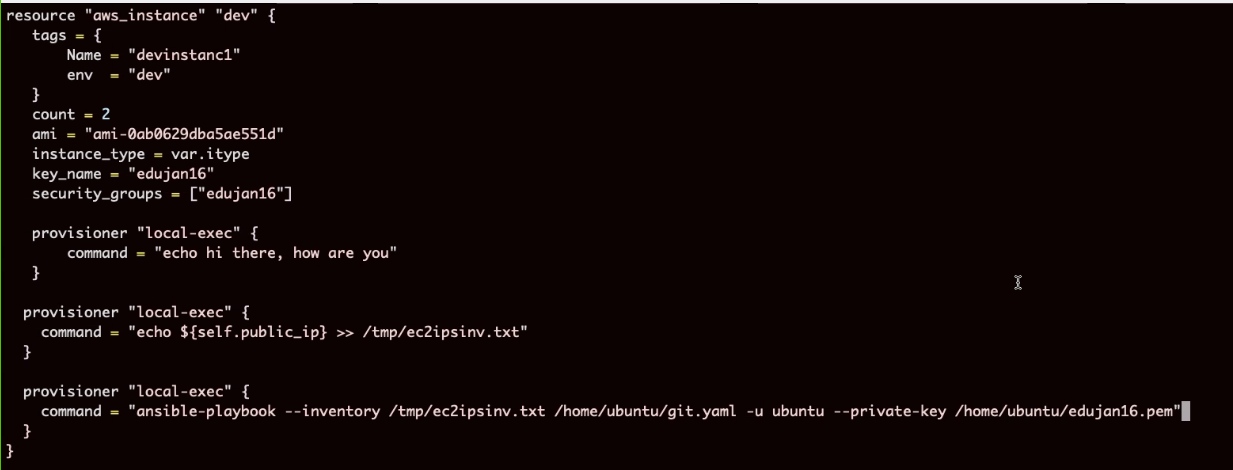 resource "aws_instance" "dev" {
   tags = {
       Name = "devinstanc1"
       env  = "dev"
   }
   count = 2
   ami = "ami-0ab0629dba5ae551d"
   instance_type = var.itype
   key_name = "edujan16"
   security_groups = ["edujan16"]

   provisioner "local-exec" {
       command = "echo hi there, how are you"
   }

  provisioner "local-exec" {
    command = "echo ${self.public_ip} >> /tmp/ec2ipsinv.txt"
  }

  provisioner "local-exec" {
    command = "ansible-playbook --inventory /tmp/ec2ipsinv.txt /home/ubuntu/git.yaml -u ubuntu --private-key /home/ubuntu/edujan16.pem"
  }
}